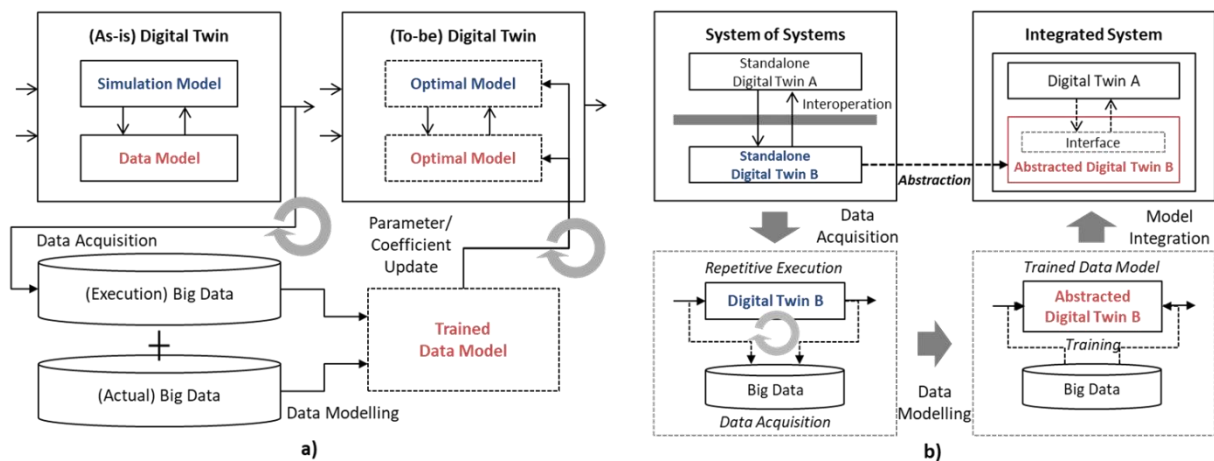 (As-is) Digital Twin
Simulation Model
Data Model
(To-be) Digital Twin
Optimal Model
Optimal Model
Data Acquisition
Parameter/
Coefficient
Update
(Execution) Big Data
+
(Actual) Big Data
Trained
Data Model
Data Modelling
a)
System of Systems
Standalone
Digital Twin A
Interoperation
Standalone
Digital Twin B
Abstraction
Integrated System
Digital Twin A
Interface
Abstracted Digital Twin B
Data
Acquisition
Model
Integration
Repetitive Execution
Digital Twin B
Big Data
Data Acquisition
Data
Modelling
Trained Data Model
Abstracted
Digital Twin B
Training
Big Data
b)